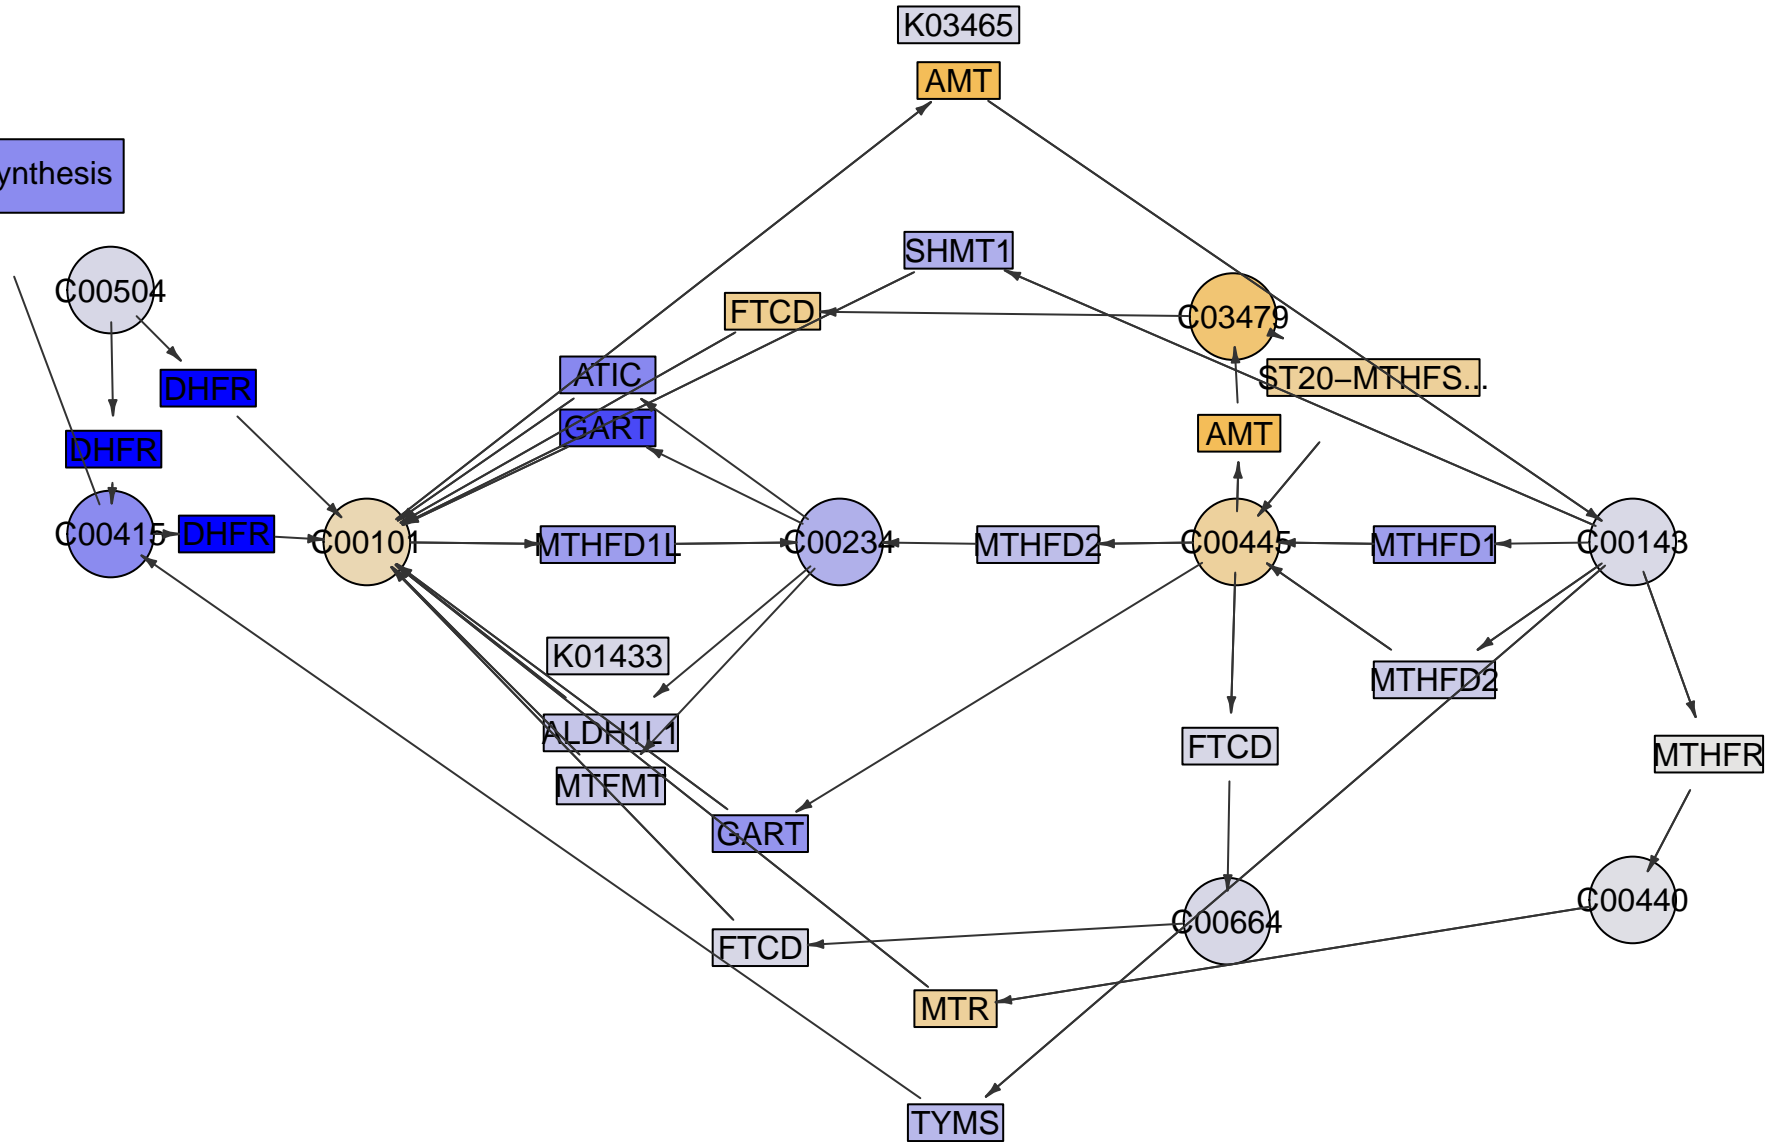 K03465
AMT
ynthesis
SHMT1
C00504
FTCD
C03479
ATIC
ST20–MTHFS...
DHFR
GART
AMT
DHFR
C00415
DHFR
C00101
MTHFD1L
C00234
MTHFD2
C00445
MTHFD1
C00143
K01433
MTHFD2
ALDH1L1
FTCD
MTHFR
MTFMT
GART
C00440
C00664
FTCD
MTR
TYMS